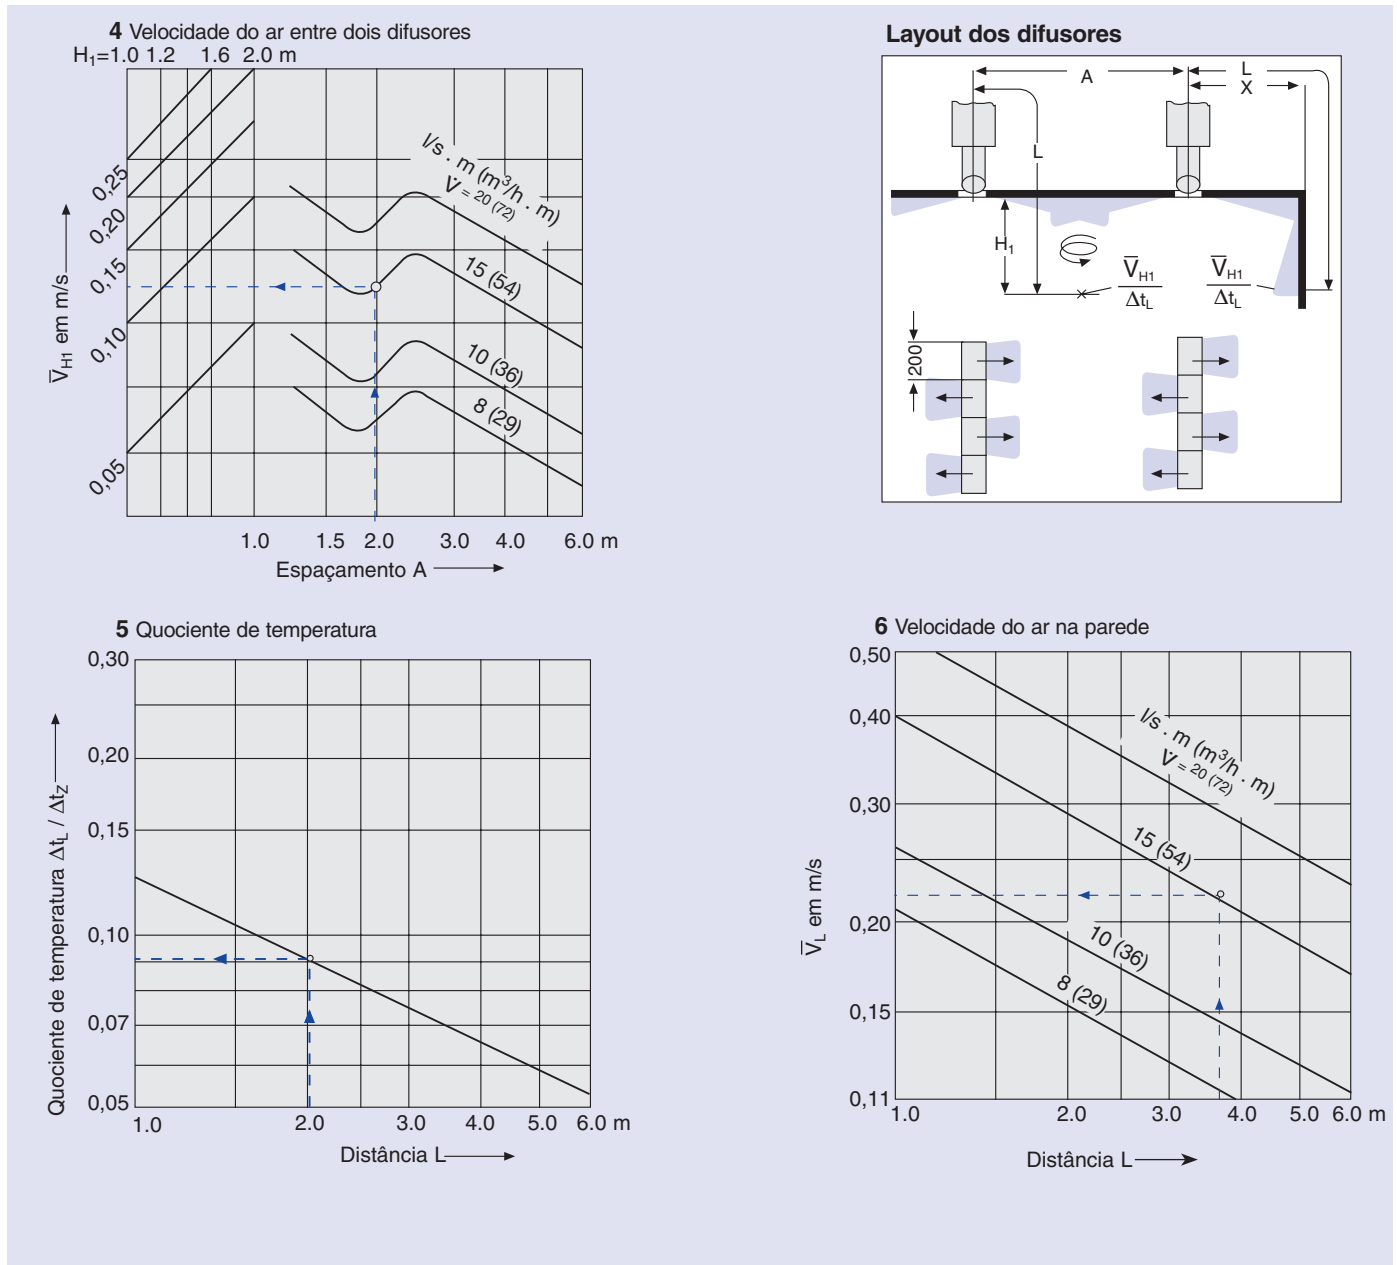 4 Velocidade do ar entre dois difusores
H1=1.0 1.2 1.6 2.0 m
l/s . m (m³/h . m)
V̇ = 20 (72)
15 (54)
10 (36)
8 (29)
0,25
0,20
0,15
0,10
0,05
V̅H1 em m/s
1.0 1.5 2.0 3.0 4.0 6.0 m
Espaçamento A
Layout dos difusores
A
L
X
L
H1
V̅H1
ΔtL
V̅H1
ΔtL
200
5 Quociente de temperatura
0,30
0,20
0,15
0,10
0,07
0,05
Quociente de temperatura ΔtL / ΔtZ
1.0 2.0 3.0 4.0 5.0 6.0 m
Distância L
6 Velocidade do ar na parede
0,50
0,40
0,30
0,20
0,15
0,11
V̅L em m/s
l/s . m (m³/h . m)
V̇ = 20 (72)
15 (54)
10 (36)
8 (29)
1.0 2.0 3.0 4.0 5.0 6.0 m
Distância L